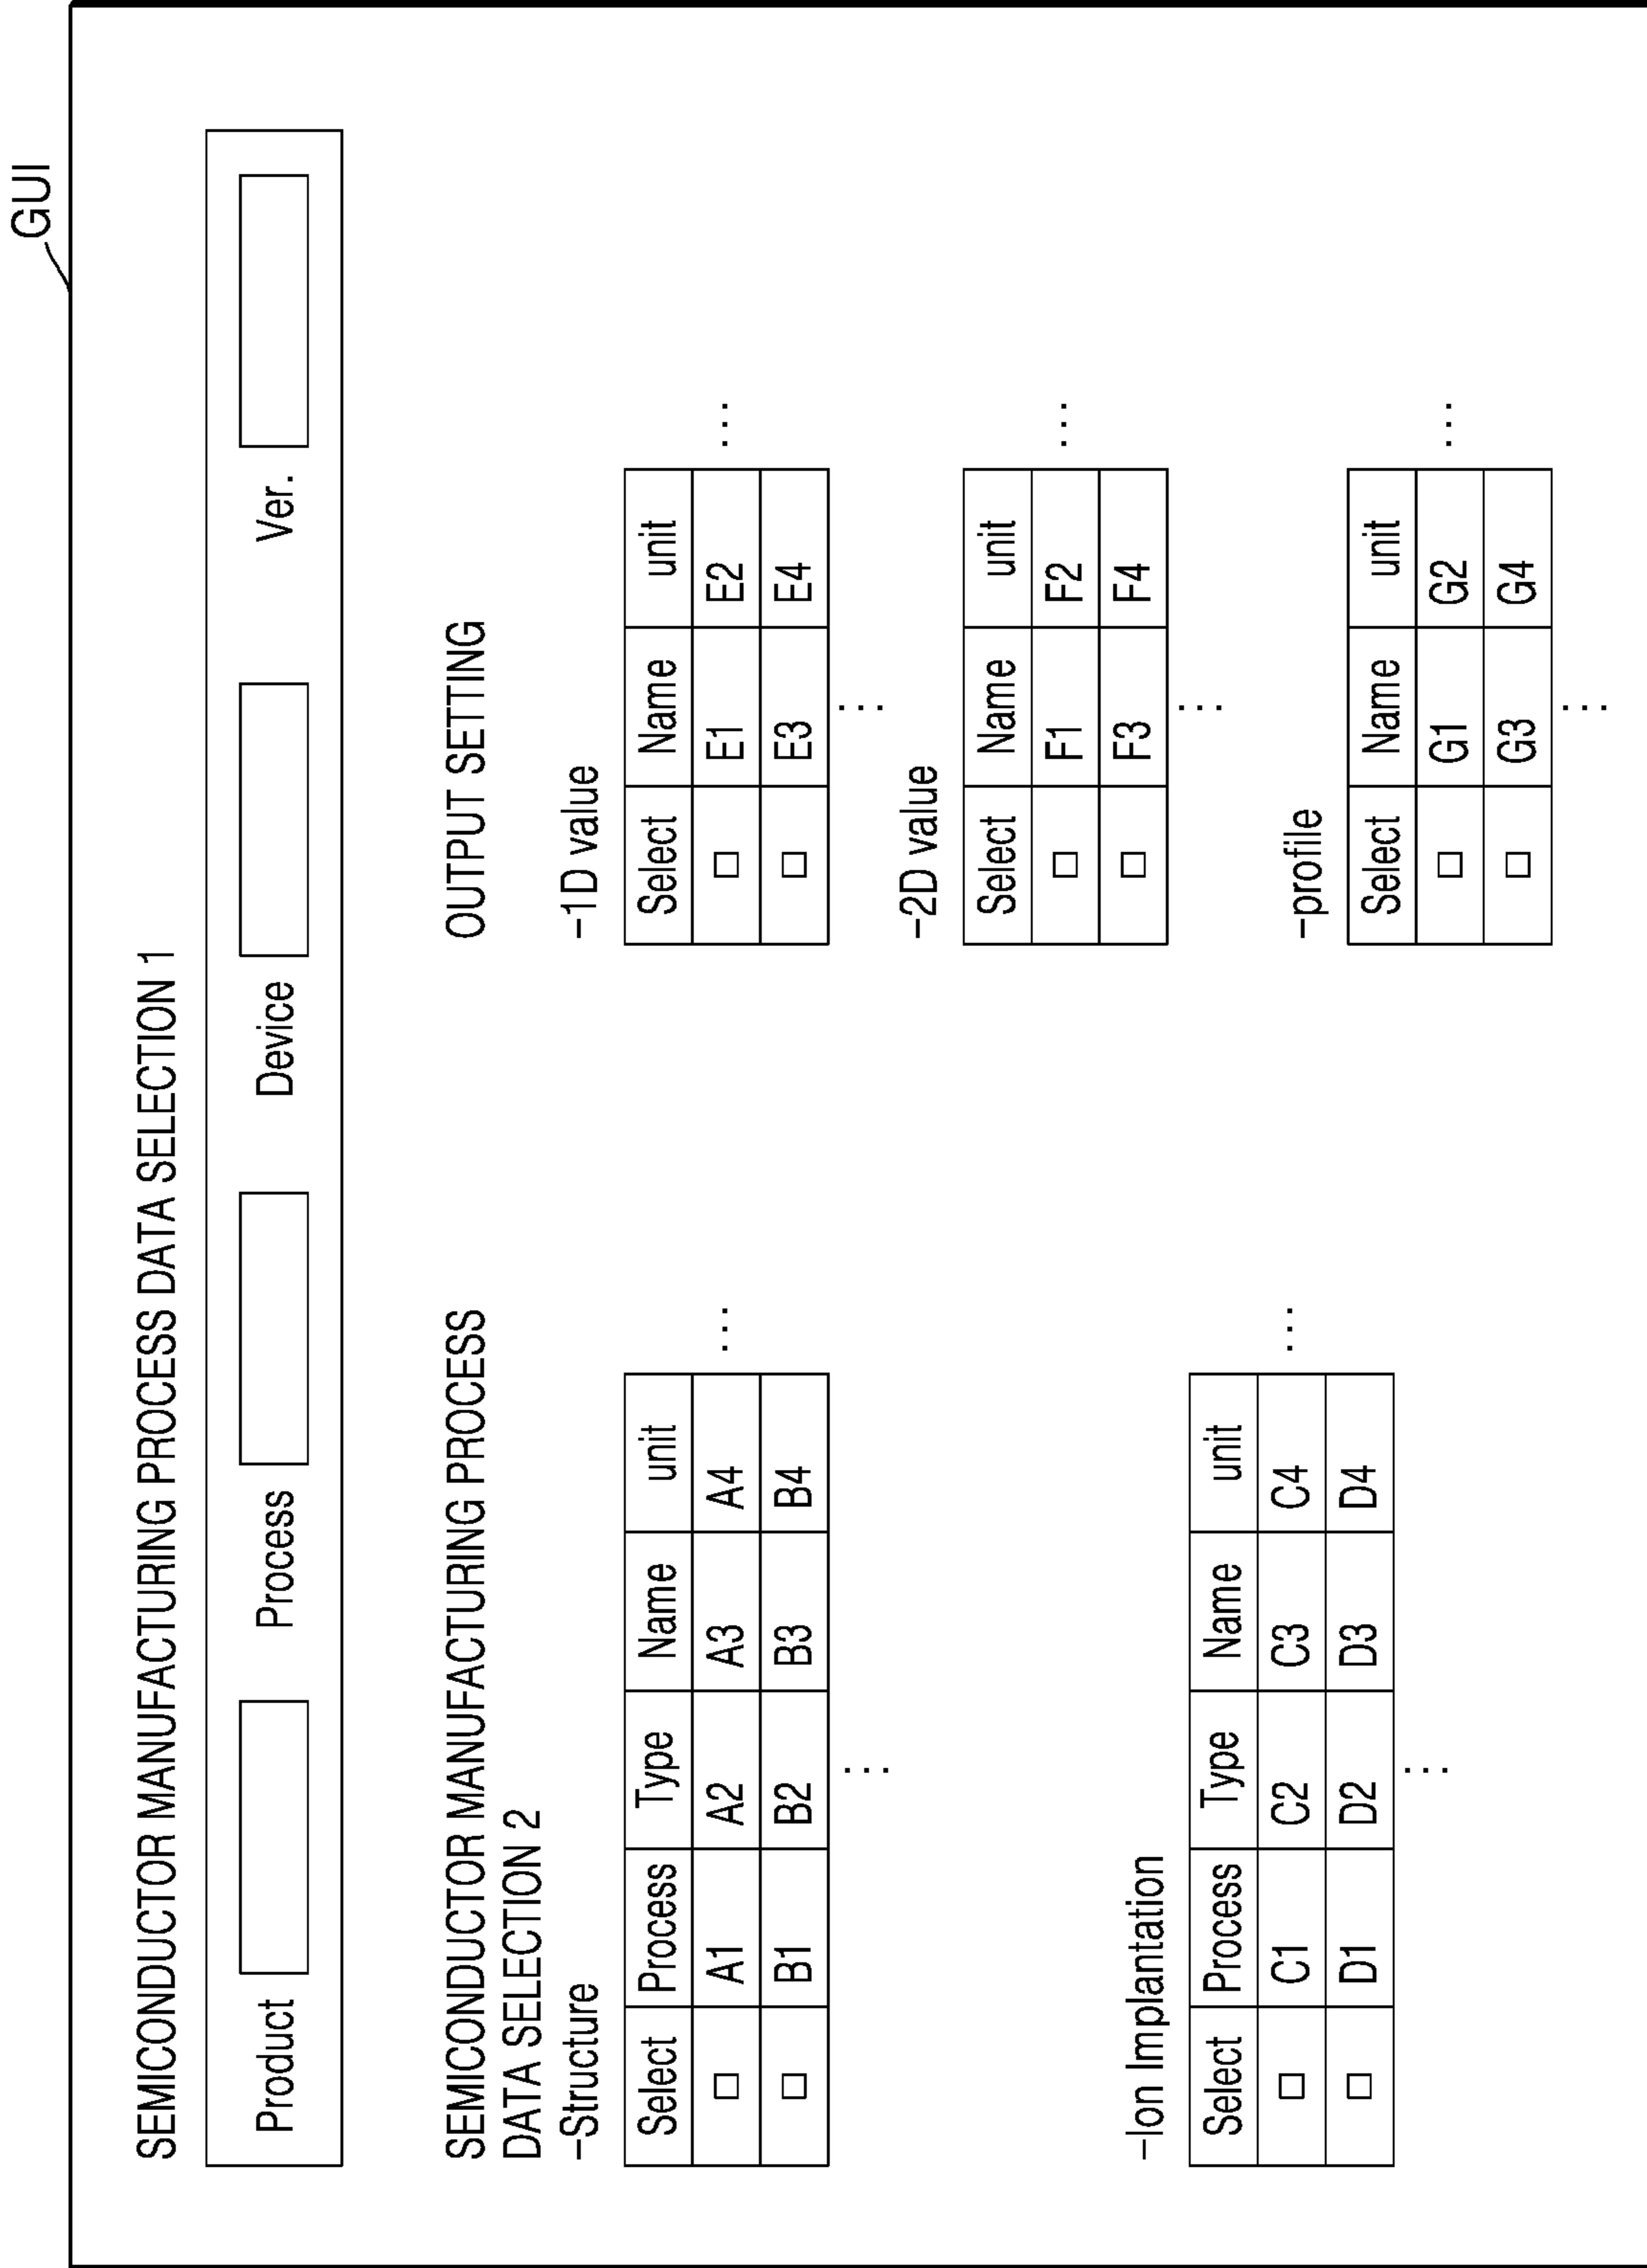 GUI
SEMICONDUCTOR MANUFACTURING PROCESS DATA SELECTION 1
Product Process Device Ver.
SEMICONDUCTOR MANUFACTURING PROCESS
DATA SELECTION 2
-Structure
Select Process Type Name unit
A1 A2 A3 A4 ...
B1 B2 B3 B4
...
-Ion Implantation
Select Process Type Name unit
C1 C2 C3 C4 ...
D1 D2 D3 D4
...
OUTPUT SETTING
-1D value
Select Name unit
E1 E2 ...
E3 E4
...
-2D value
Select Name unit
F1 F2 ...
F3 F4
...
-profile
Select Name unit
G1 G2 ...
G3 G4
...